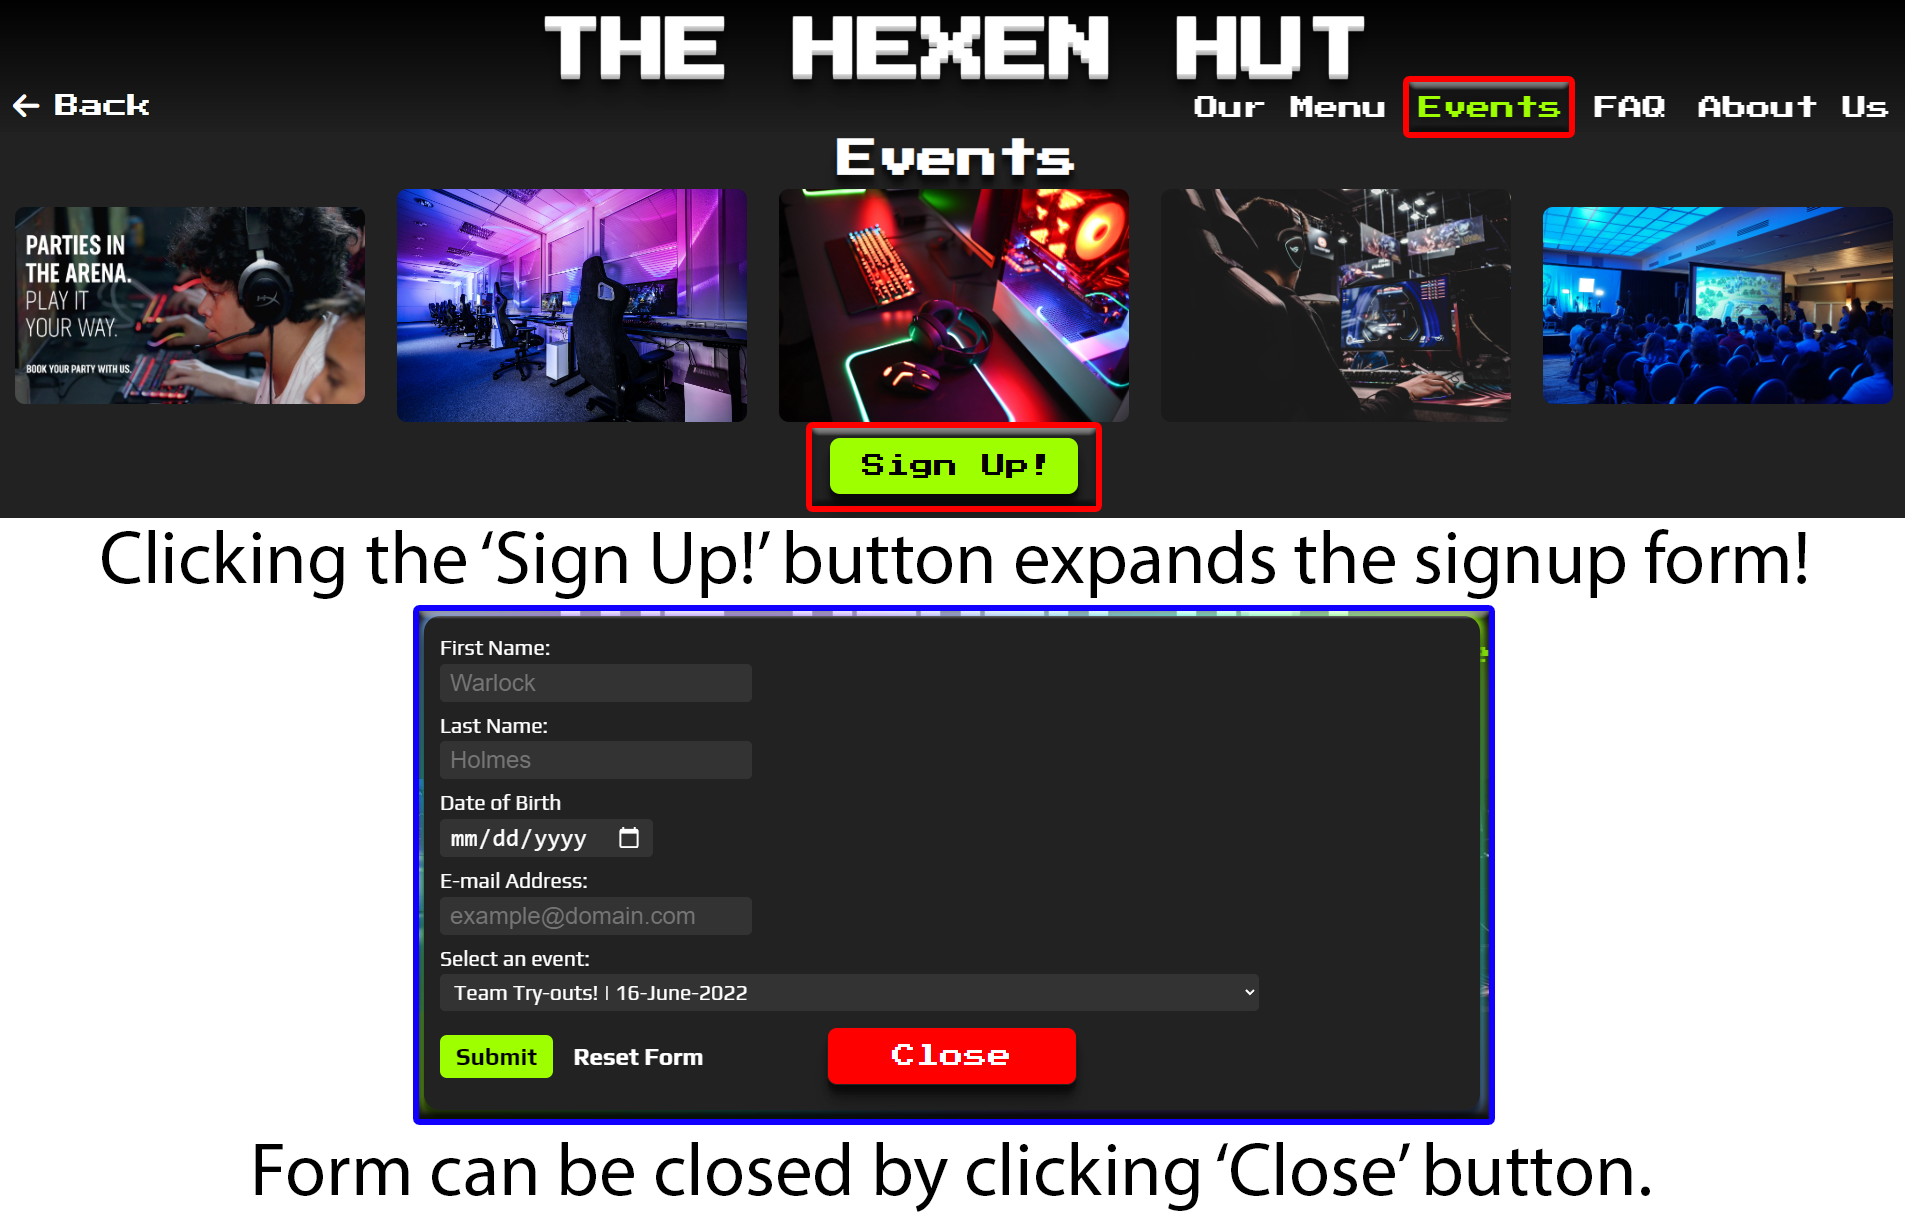 THE HEXEN HUT
← Back
Our Menu Events FAQ About Us
Events
PARTIES IN
THE ARENA.
PLAY IT
YOUR WAY.
BOOK YOUR PARTY WITH US.
Sign Up!
Clicking the ‘Sign Up!’ button expands the signup form!
First Name:
Warlock
Last Name:
Holmes
Date of Birth
mm/dd/yyyy
E-mail Address:
example@domain.com
Select an event:
Team Try-outs! | 16-June-2022
Submit Reset Form Close
Form can be closed by clicking ‘Close’ button.